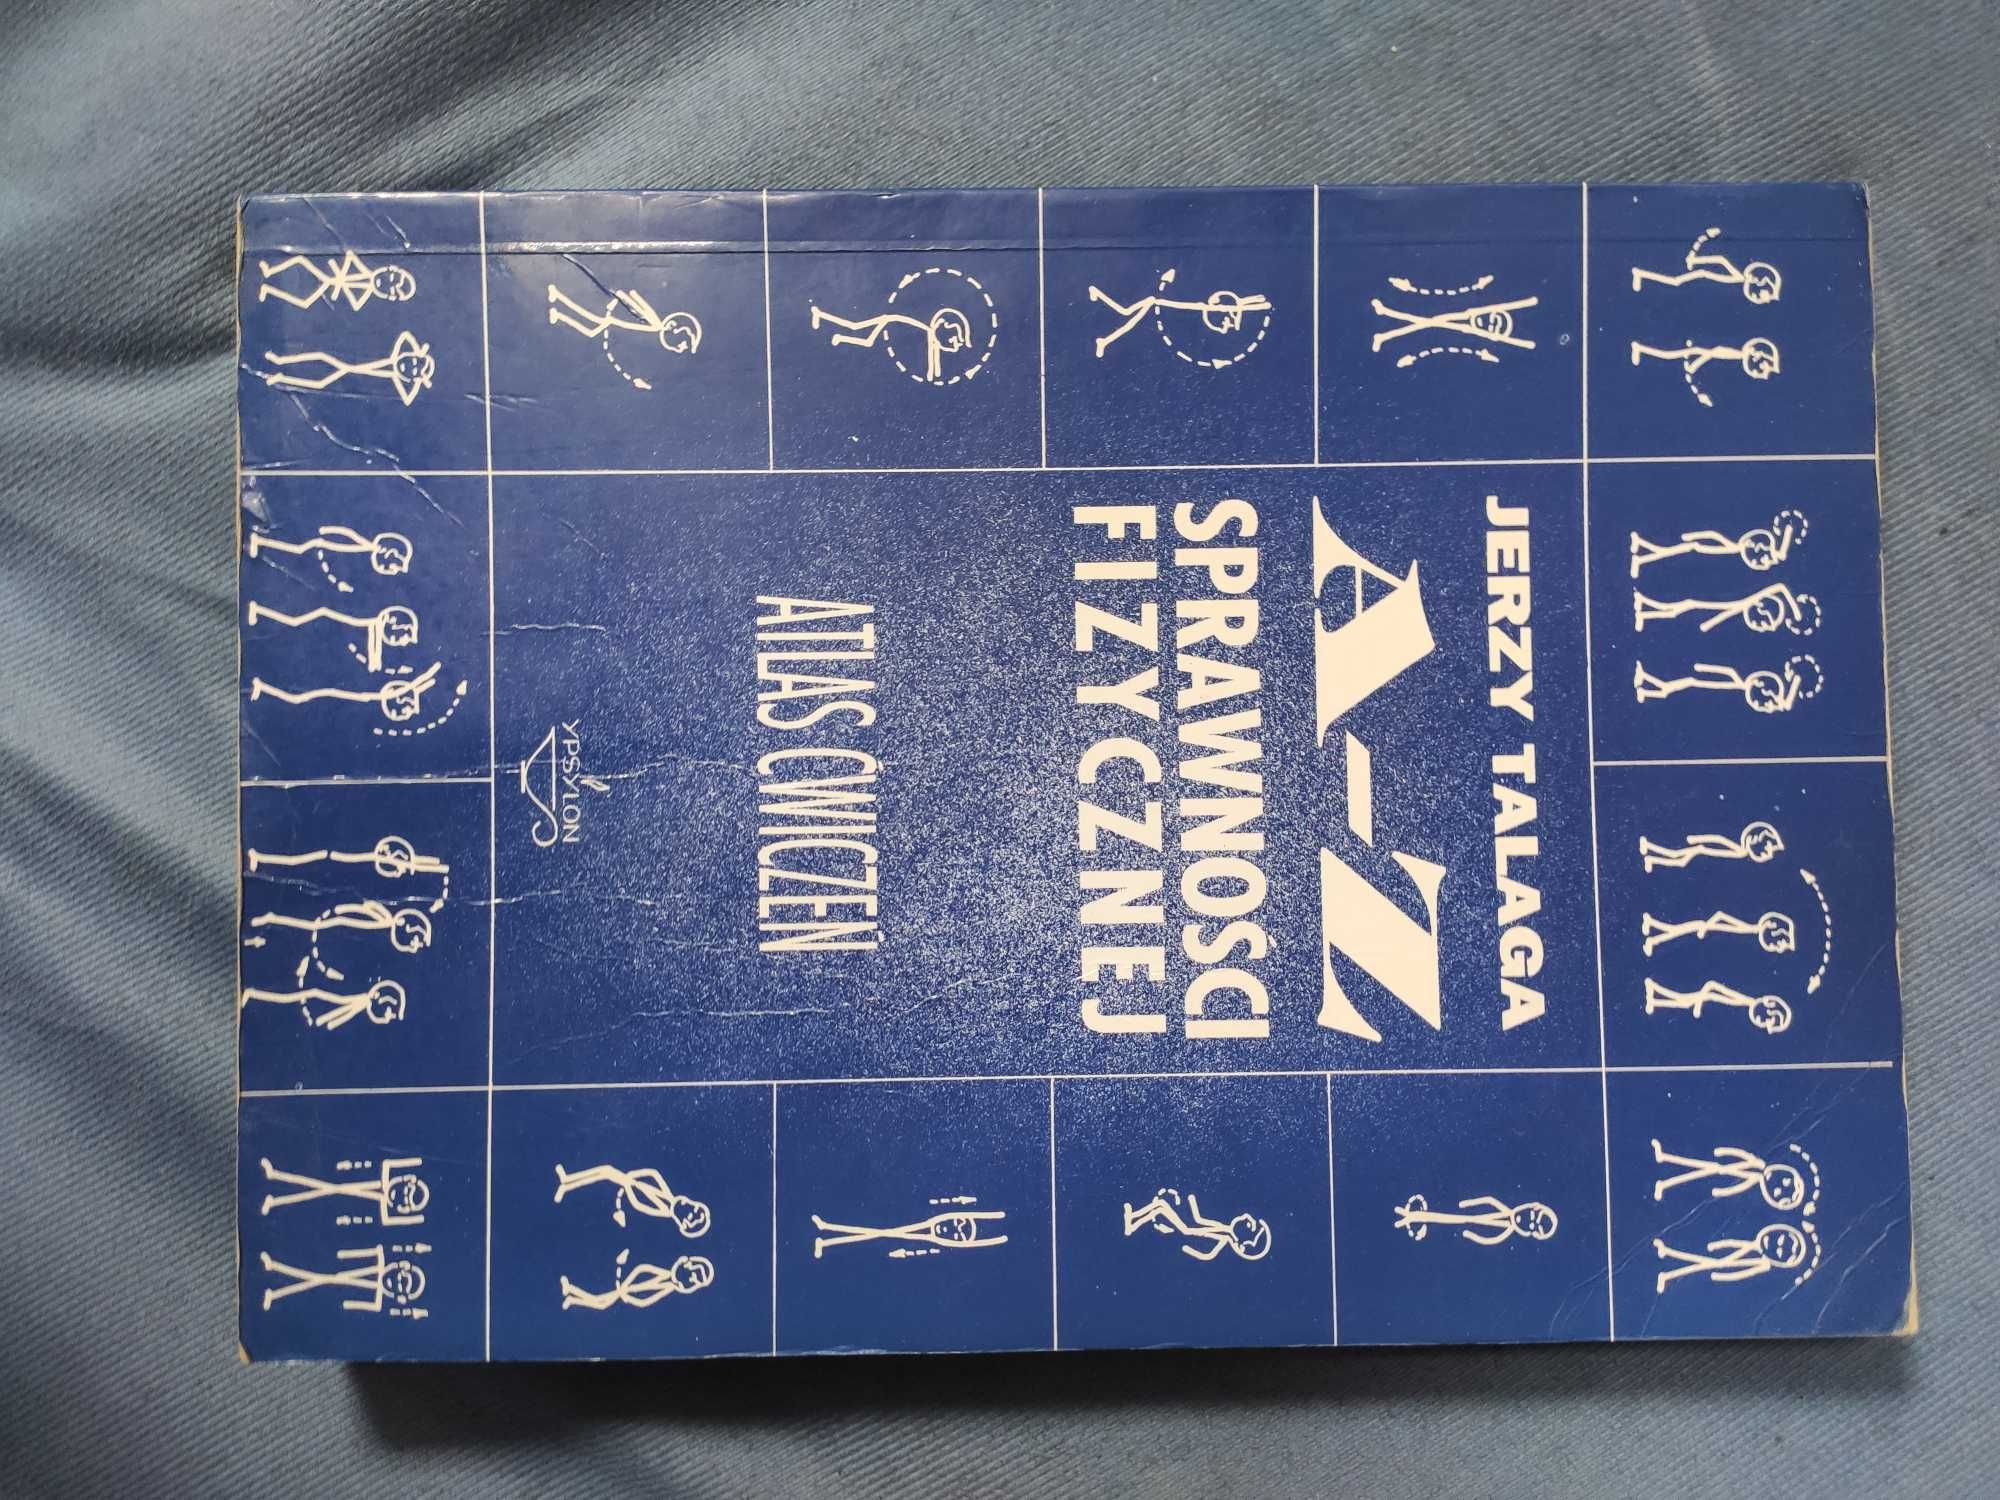 JERZY TALAGA
A-Z
SPRAWNOŚCI
FIZYCZNEJ
ATLAS ĆWICZEŃ
YPSYLON